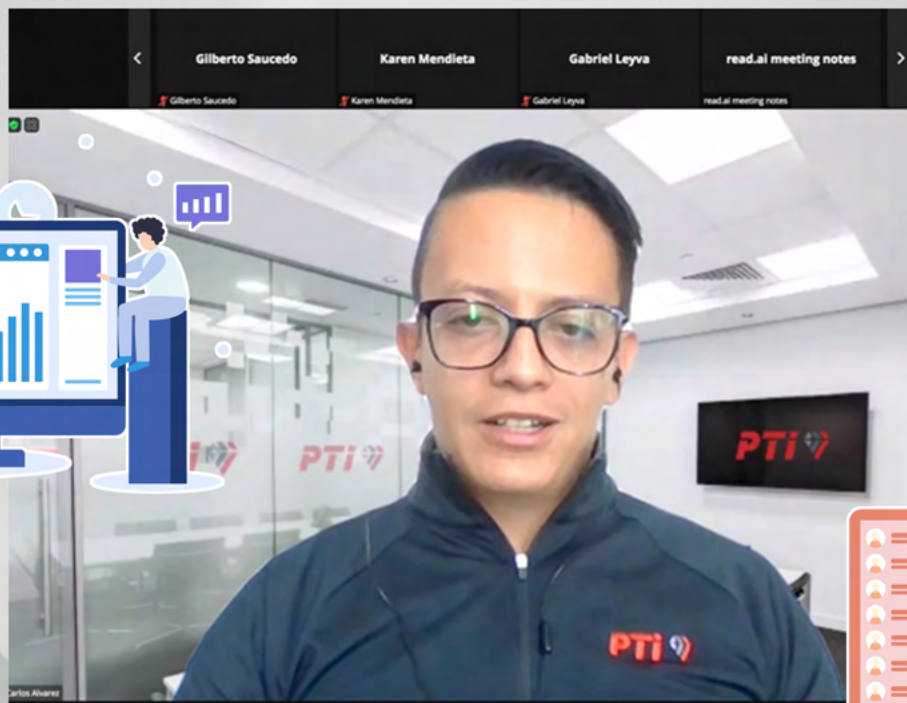 Gilberto Saucedo
Karen Mendieta
Gabriel Leyva
read.ai meeting notes
Gilberto Saucedo
Karen Mendieta
Gabriel Leyva
read.ai meeting notes
PTi
PTi
PTi
Carlos Alvarez